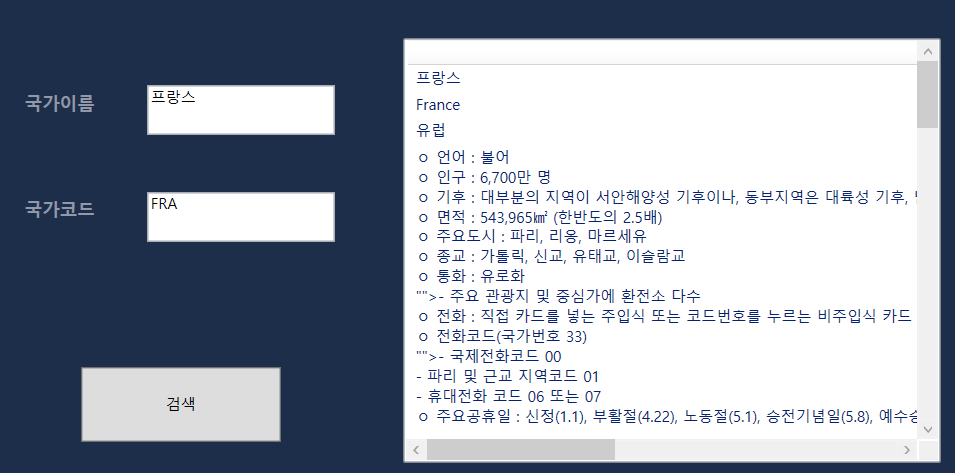 국가이름
프랑스
국가코드
FRA
검색
프랑스
France
유럽
ㅇ 언어 : 불어
ㅇ 인구 : 6,700만 명
ㅇ 기후 : 대부분의 지역이 서안해양성 기후이나, 동부지역은 대륙성 기후,
ㅇ 면적 : 543,965㎢ (한반도의 2.5배)
ㅇ 주요도시 : 파리, 리옹, 마르세유
ㅇ 종교 : 가톨릭, 신교, 유태교, 이슬람교
ㅇ 통화 : 유로화
"">- 주요 관광지 및 중심가에 환전소 다수
ㅇ 전화 : 직접 카드를 넣는 주입식 또는 코드번호를 누르는 비주입식 카드
ㅇ 전화코드(국가번호 33)
"">- 국제전화코드 00
- 파리 및 근교 지역코드 01
- 휴대전화 코드 06 또는 07
ㅇ 주요공휴일 : 신정(1.1), 부활절(4.22), 노동절(5.1), 승전기념일(5.8), 예수승